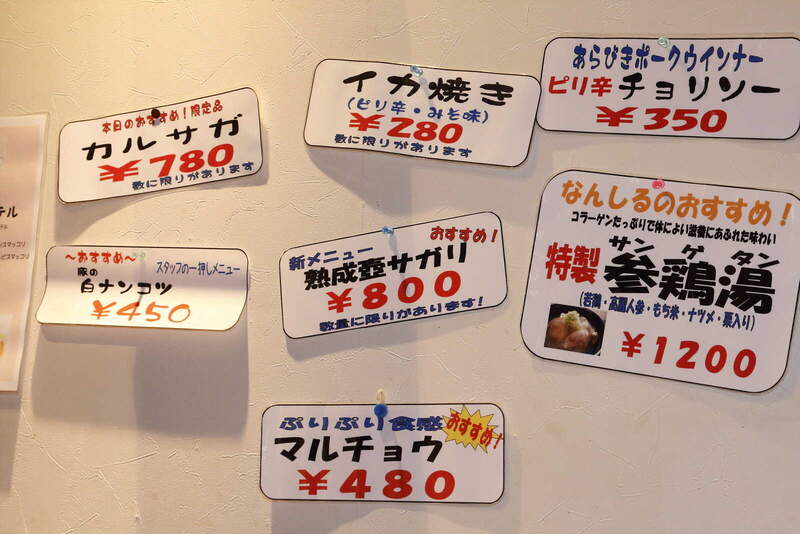 本日のおすすめ！限定品
カルサガ
¥780
数に限りがあります
イカ焼き
(ピリ辛・みそ味)
¥280
数に限りがあります
あらびきポークウインナー
ピリ辛チョリソー
¥350
～おすすめ～
スタッフの一押しメニュー
豚の
白ナンコツ
¥450
新メニュー
おすすめ！
熟成壺サガリ
¥800
数量に限りがあります！
なんしるのおすすめ！
コラーゲンたっぷりで体によい滋養にあふれた味わい
サンゲタン
特製参鶏湯
(若鶏・高麗人参・もち米・ナツメ・栗入り)
¥1200
ぷりぷり食感
おすすめ！
マルチョウ
¥480
テル